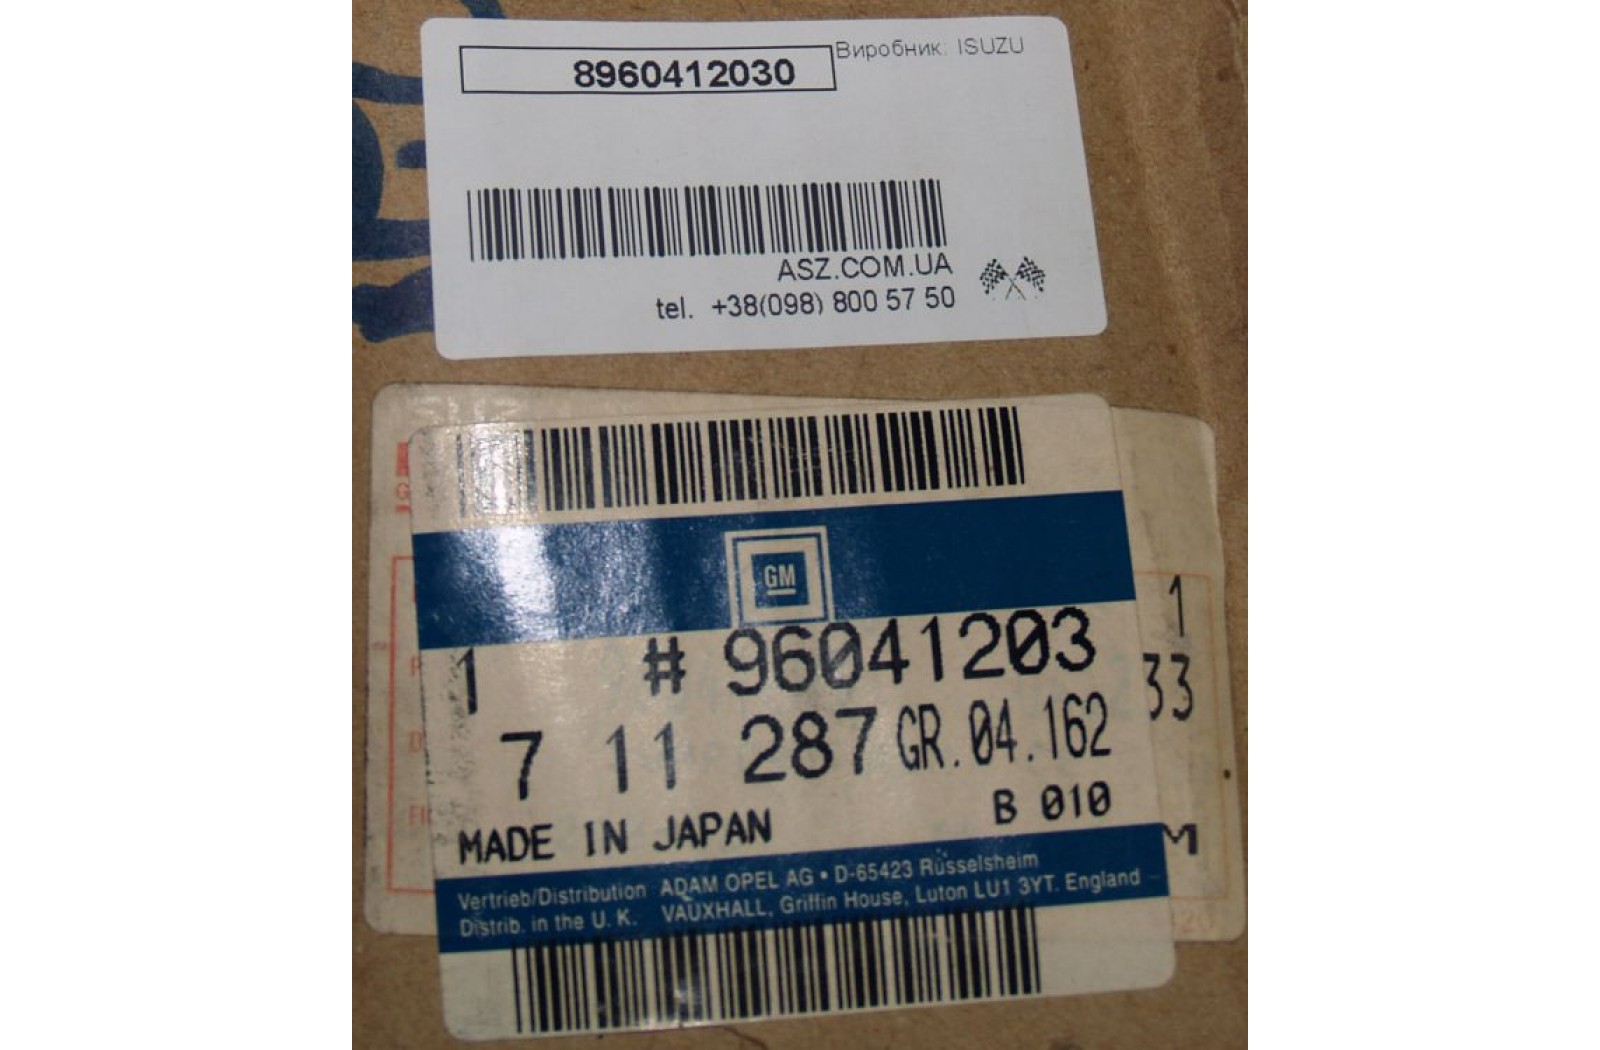 8960412030
Виробник: ISUZU
ASZ.COM.UA
tel. +38(098) 800 57 50
GM
1 # 96041203
7 11 287 GR.04.162
B 010
MADE IN JAPAN
Vertrieb/Distribution ADAM OPEL AG • D-65423 Rüsselsheim
Distrib. in the U. K. VAUXHALL, Griffin House, Luton LU1 3YT. England
1
33
M